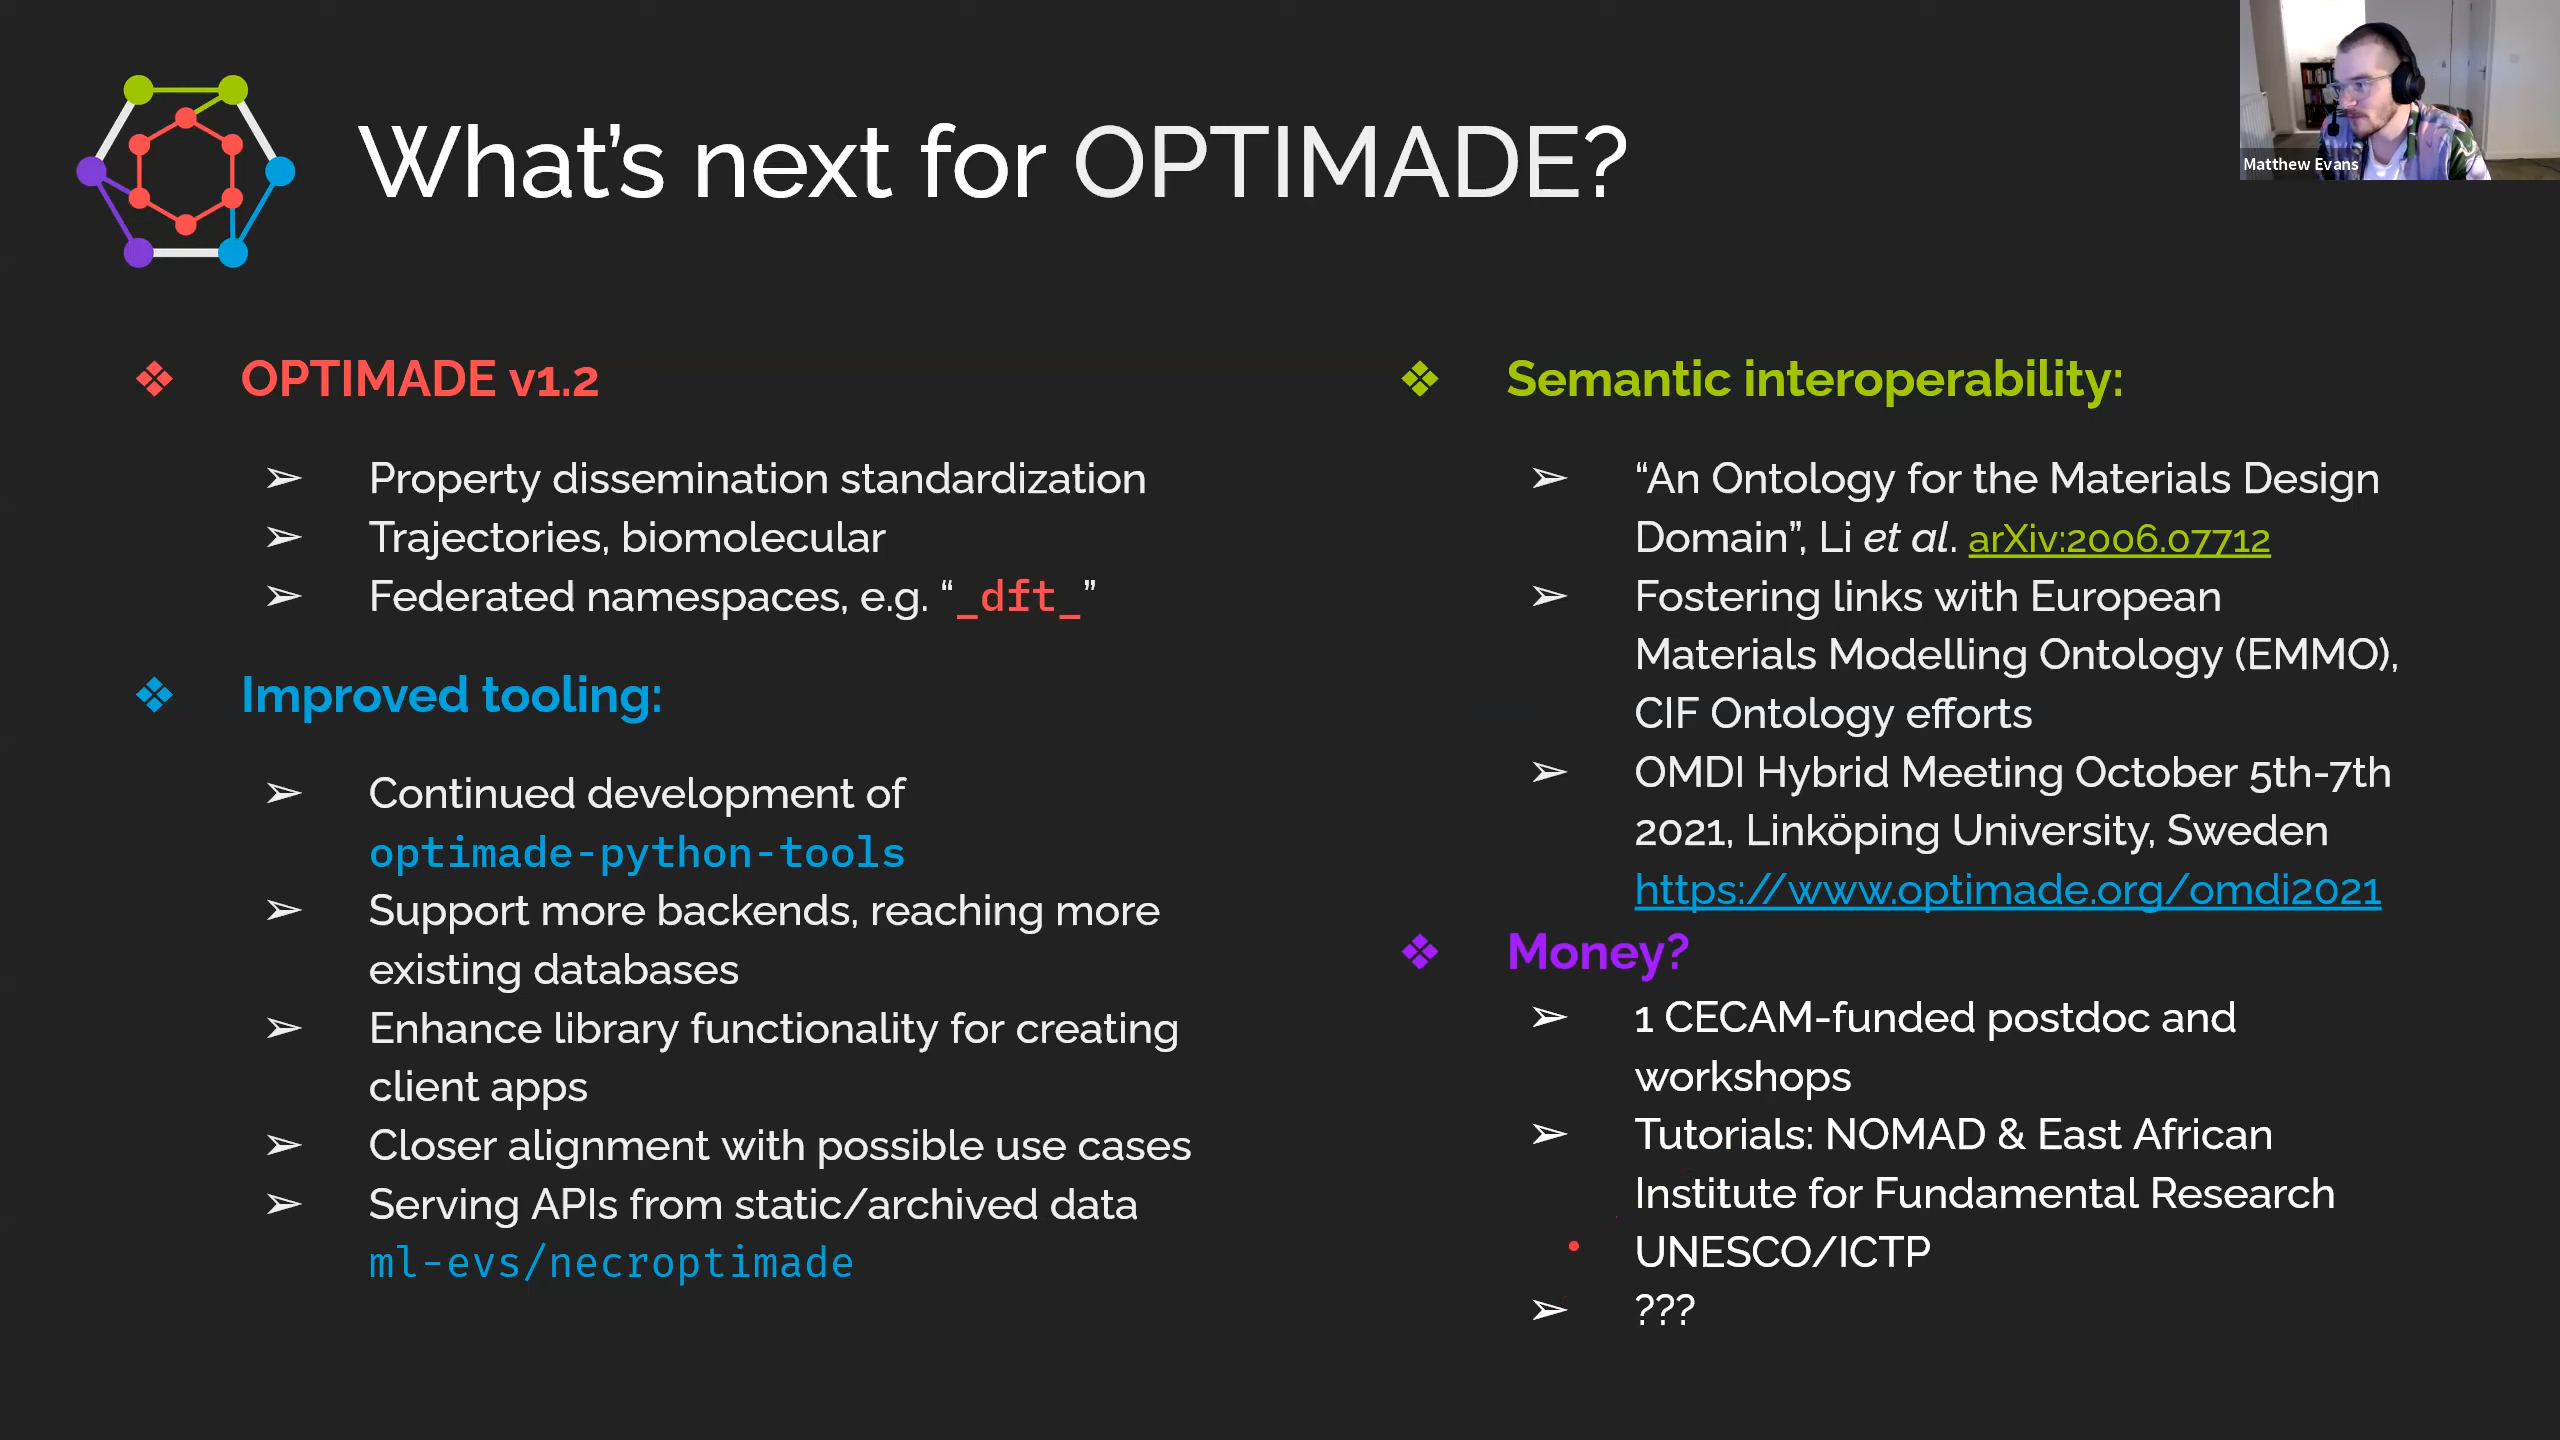 What’s next for OPTIMADE?
Matthew Evans
❖ OPTIMADE v1.2
➢ Property dissemination standardization
➢ Trajectories, biomolecular
➢ Federated namespaces, e.g. “_dft_”
❖ Improved tooling:
➢ Continued development of
optimade-python-tools
➢ Support more backends, reaching more
existing databases
➢ Enhance library functionality for creating
client apps
➢ Closer alignment with possible use cases
➢ Serving APIs from static/archived data
ml-evs/necroptimade
❖ Semantic interoperability:
➢ “An Ontology for the Materials Design
Domain”, Li et al. arXiv:2006.07712
➢ Fostering links with European
Materials Modelling Ontology (EMMO),
CIF Ontology efforts
➢ OMDI Hybrid Meeting October 5th-7th
2021, Linköping University, Sweden
https://www.optimade.org/omdi2021
❖ Money?
➢ 1 CECAM-funded postdoc and
workshops
➢ Tutorials: NOMAD & East African
Institute for Fundamental Research
UNESCO/ICTP
➢ ???